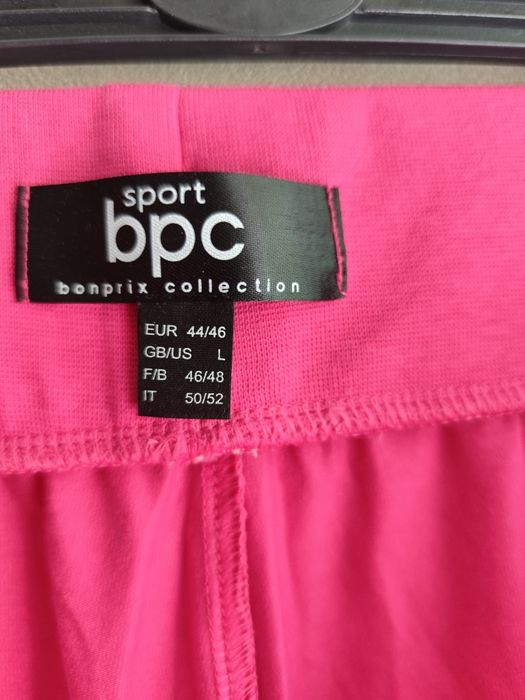 sport
bpc
bonprix collection
EUR 44/46
GB/US L
F/B 46/48
IT 50/52